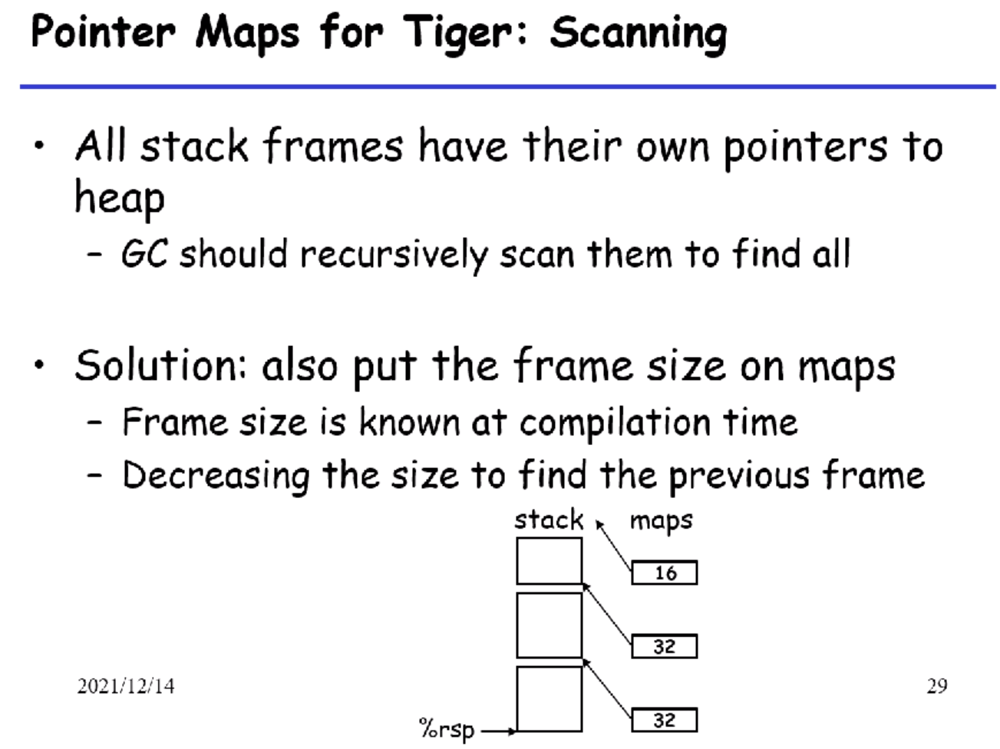 Pointer Maps for Tiger: Scanning
• All stack frames have their own pointers to
heap
– GC should recursively scan them to find all
• Solution: also put the frame size on maps
– Frame size is known at compilation time
– Decreasing the size to find the previous frame
stack maps
16
32
32
%rsp
2021/12/14
29